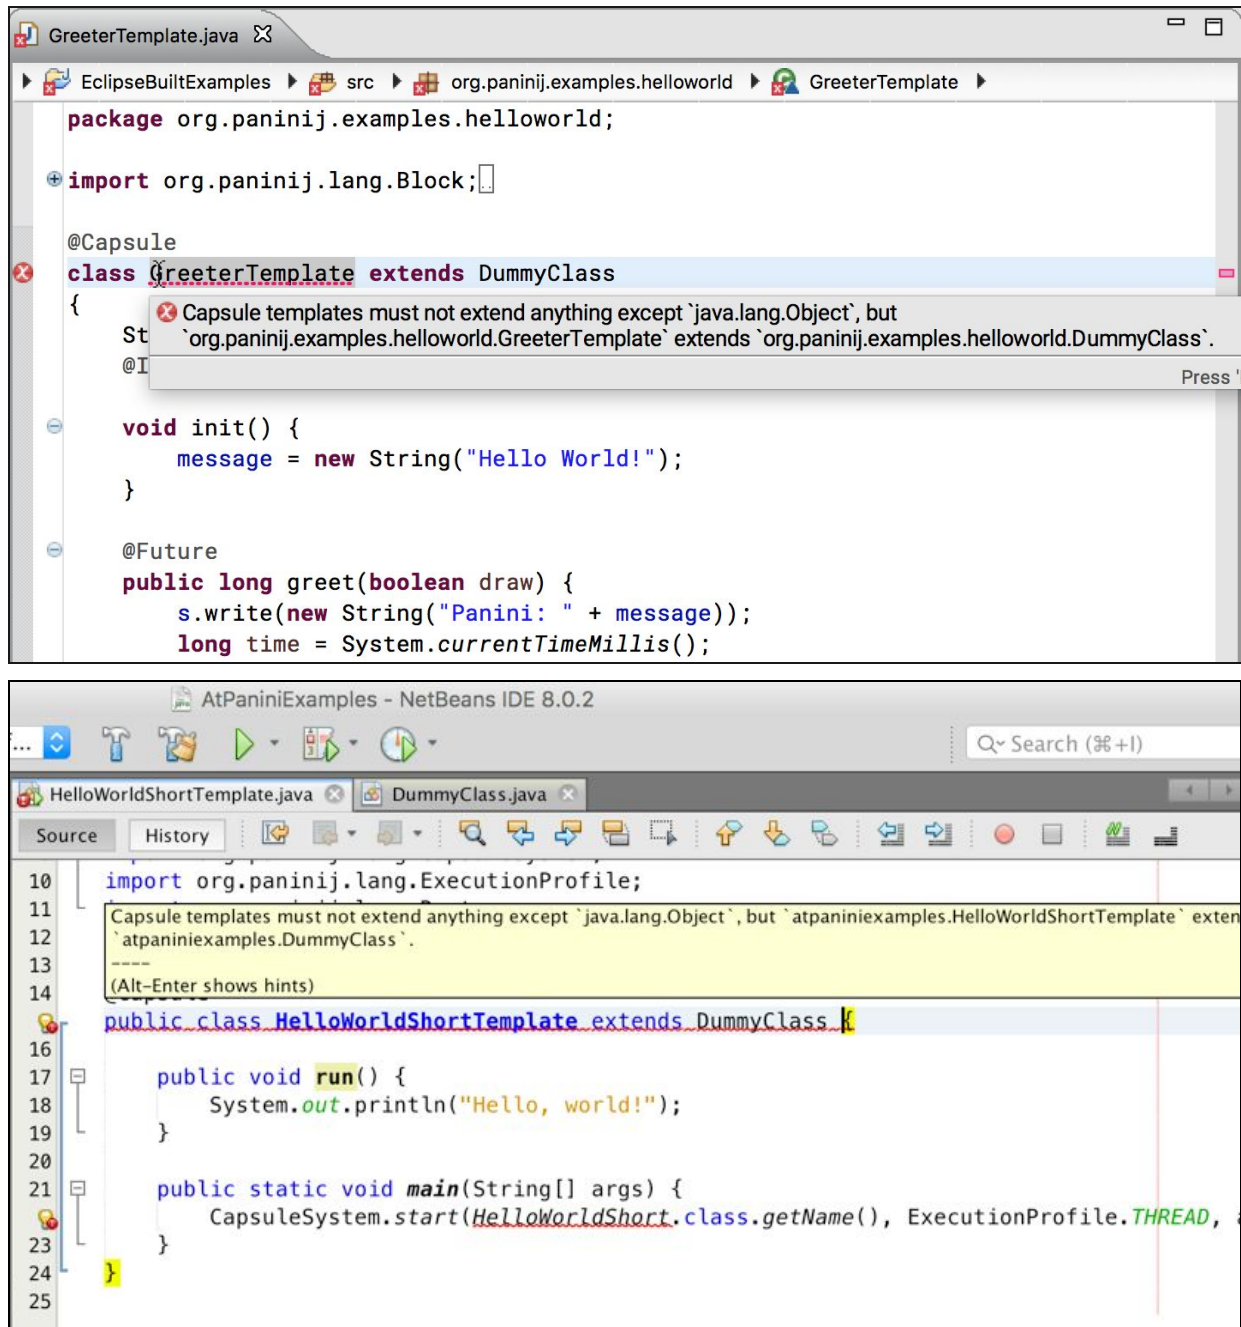 GreeterTemplate.java
EclipseBuiltExamples src org.paninij.examples.helloworld GreeterTemplate
package org.paninij.examples.helloworld;
import org.paninij.lang.Block;
@Capsule
class GreeterTemplate extends DummyClass
{
Capsule templates must not extend anything except `java.lang.Object`, but
St `org.paninij.examples.helloworld.GreeterTemplate` extends `org.paninij.examples.helloworld.DummyClass`.
@I
Press '
void init() {
message = new String("Hello World!");
}
@Future
public long greet(boolean draw) {
s.write(new String("Panini: " + message));
long time = System.currentTimeMillis();
AtPaniniExamples - NetBeans IDE 8.0.2
... Search (⌘+I)
HelloWorldShortTemplate.java DummyClass.java
Source History
10 import org.paninij.lang.ExecutionProfile;
11
Capsule templates must not extend anything except `java.lang.Object`, but `atpaniniexamples.HelloWorldShortTemplate` exten
12 `atpaniniexamples.DummyClass`.
13 ----
(Alt-Enter shows hints)
14
public class HelloWorldShortTemplate extends DummyClass {
16
17 public void run() {
18 System.out.println("Hello, world!");
19 }
20
21 public static void main(String[] args) {
CapsuleSystem.start(HelloWorldShort.class.getName(), ExecutionProfile.THREAD,
23 }
24 }
25